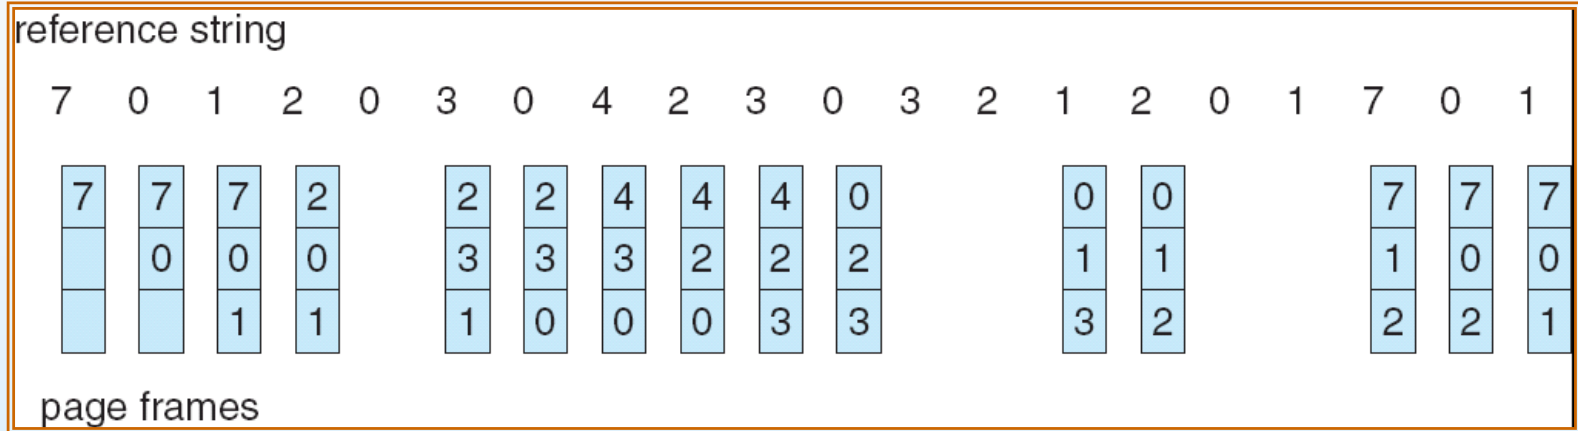 reference string
7 0 1 2 0 3 0 4 2 3 0 3 2 1 2 0 1 7 0 1
7 7 7 2 2 2 4 4 4 0 0 0 7 7 7
0 0 0 3 3 3 2 2 2 1 1 1 0 0
1 1 1 0 0 0 3 3 3 2 2 2 1
page frames